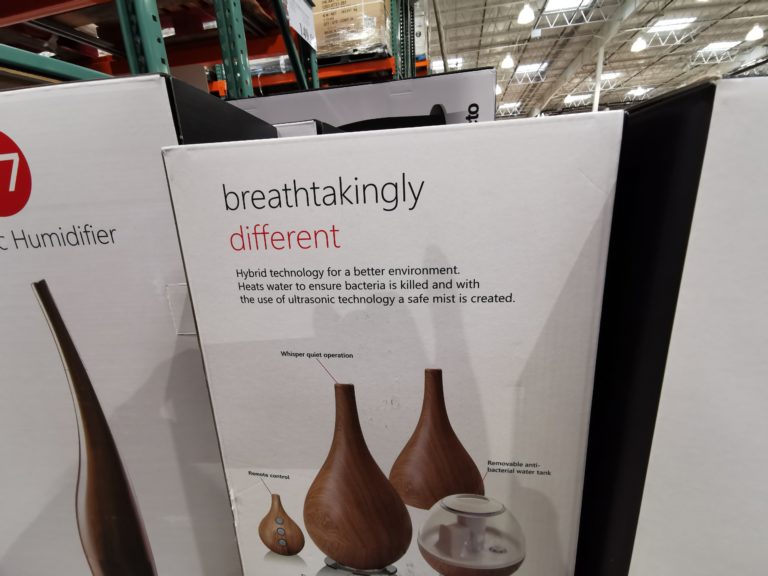 7
c Humidifier
cto
breathtakingly
different
Hybrid technology for a better environment.
Heats water to ensure bacteria is killed and with
the use of ultrasonic technology a safe mist is created.
Whisper quiet operation
Remote control
Removable anti-
bacterial water tank